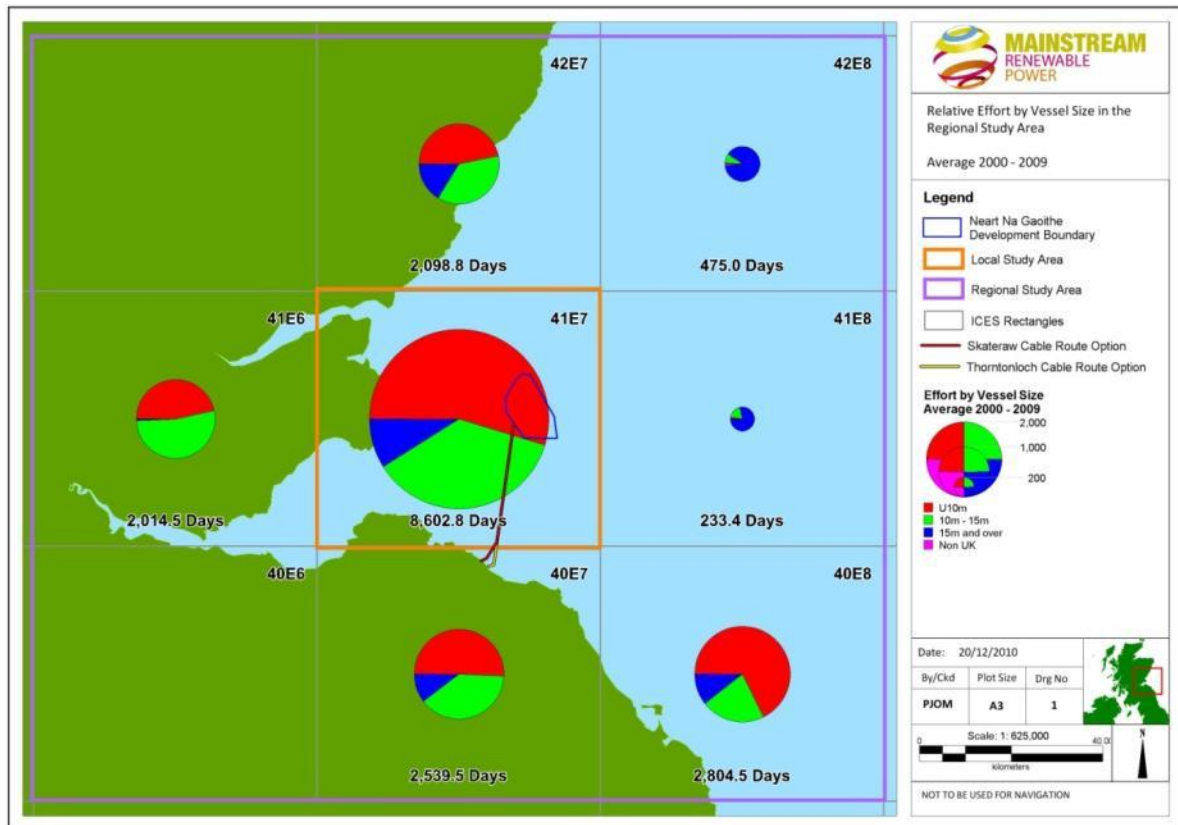 42E7
42E8
2,098.8 Days
475.0 Days
41E6
41E7
41E8
2,014.5 Days
8,602.8 Days
233.4 Days
40E6
40E7
40E8
2,539.5 Days
2,804.5 Days
MAINSTREAM
RENEWABLE
POWER
Relative Effort by Vessel Size in the
Regional Study Area
Average 2000 - 2009
Legend
Neart Na Gaoithe
Development Boundary
Local Study Area
Regional Study Area
ICES Rectangles
Skateraw Cable Route Option
Thorntonloch Cable Route Option
Effort by Vessel Size
Average 2000 - 2009
2,000
1,000
200
U10m
10m - 15m
15m and over
Non UK
Date: 20/12/2010
By/Ckd Plot Size Drg No
PJOM A3 1
Scale: 1: 625,000
0
kilometers
N
NOT TO BE USED FOR NAVIGATION